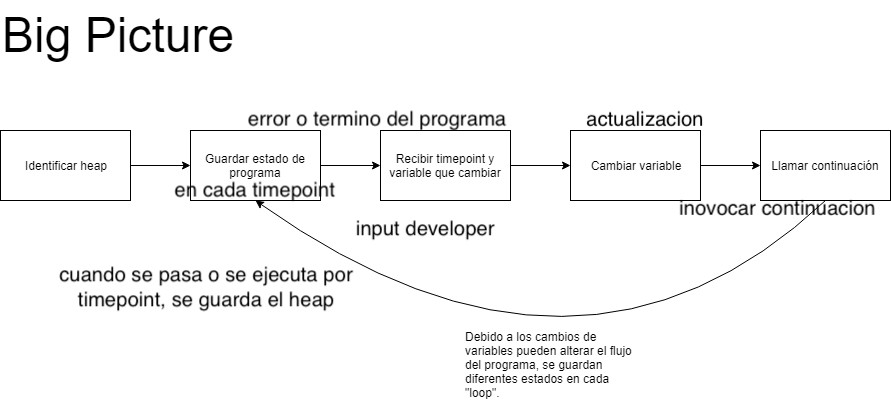 Big Picture
error o termino del programa
actualizacion
Identificar heap
Guardar estado de
programa
en cada timepoint
Recibir timepoint y
variable que cambiar
Cambiar variable
Llamar continuación
inovocar continuacion
input developer
cuando se pasa o se ejecuta por
timepoint, se guarda el heap
Debido a los cambios de
variables pueden alterar el flujo
del programa, se guardan
diferentes estados en cada
"loop".